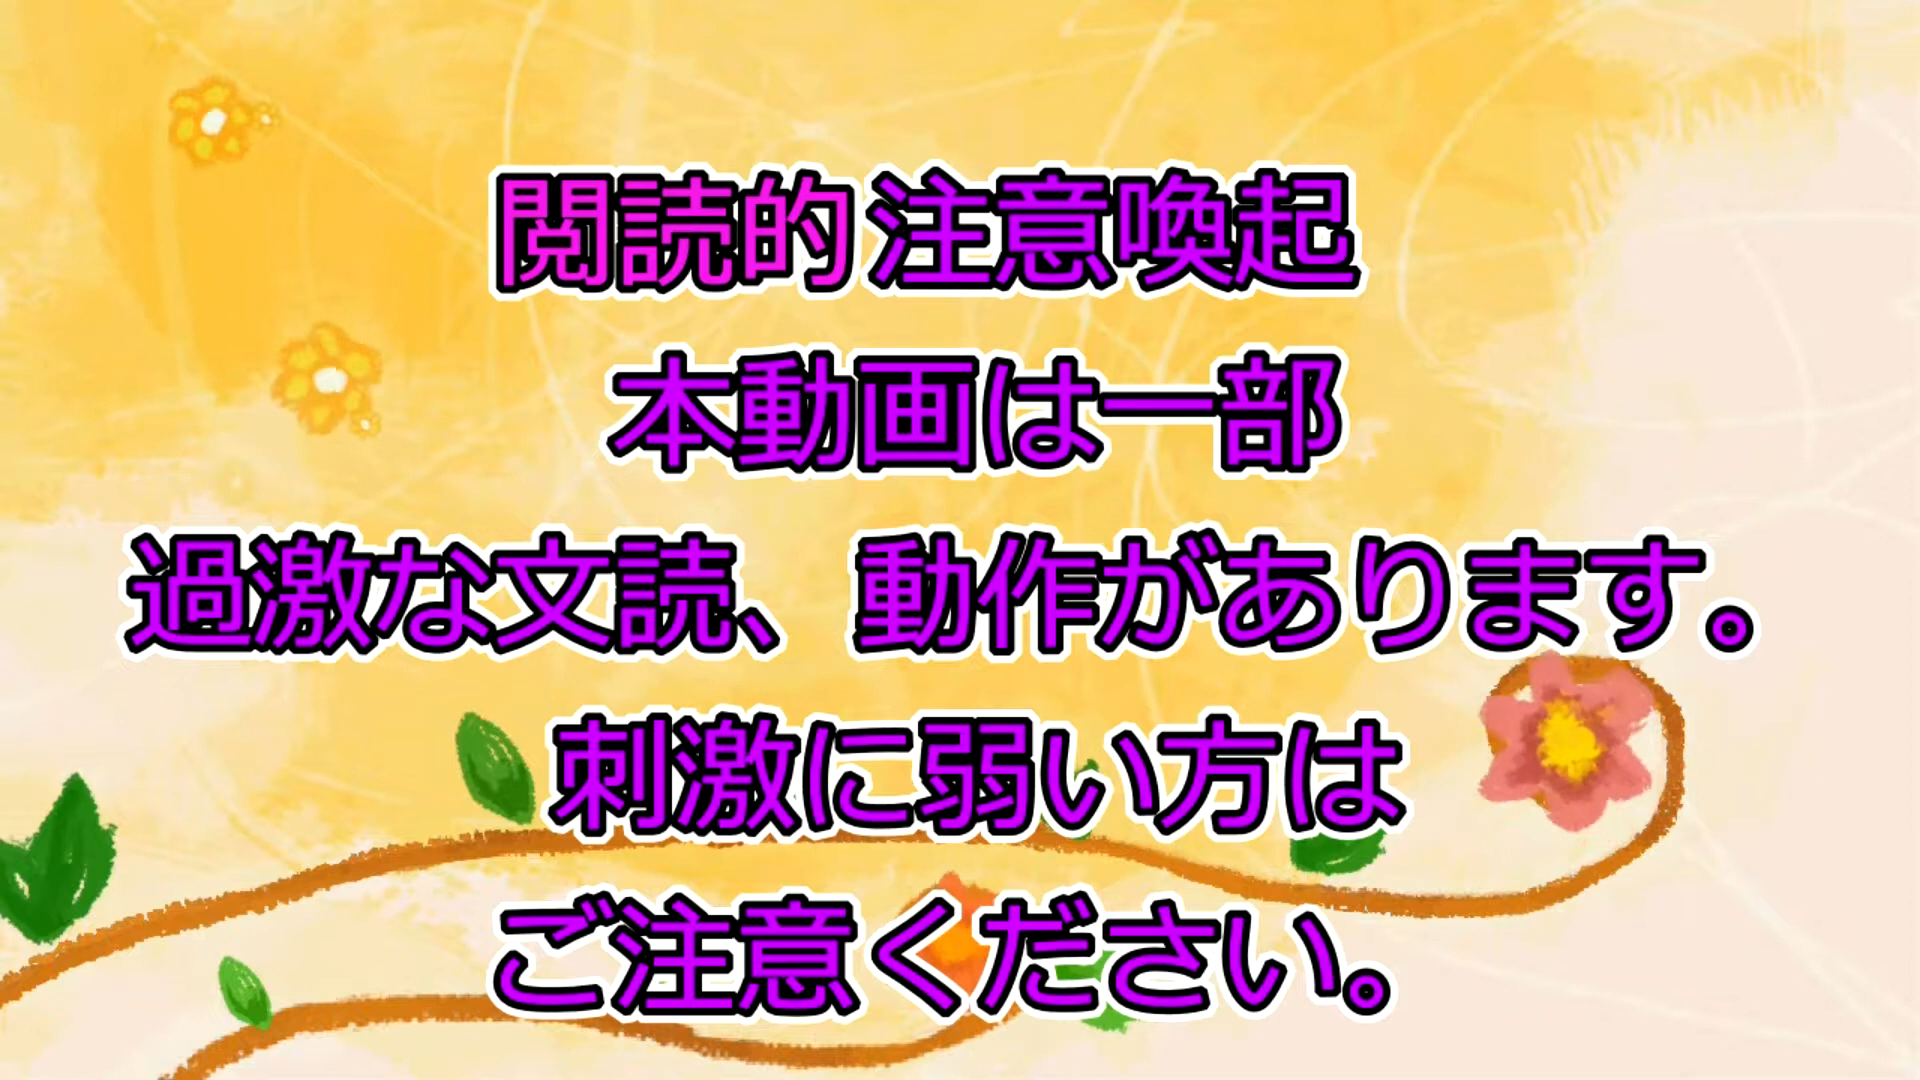 閲読的注意喚起
本動画は一部
過激な文読、動作があります。
刺激に弱い方は
ご注意ください。